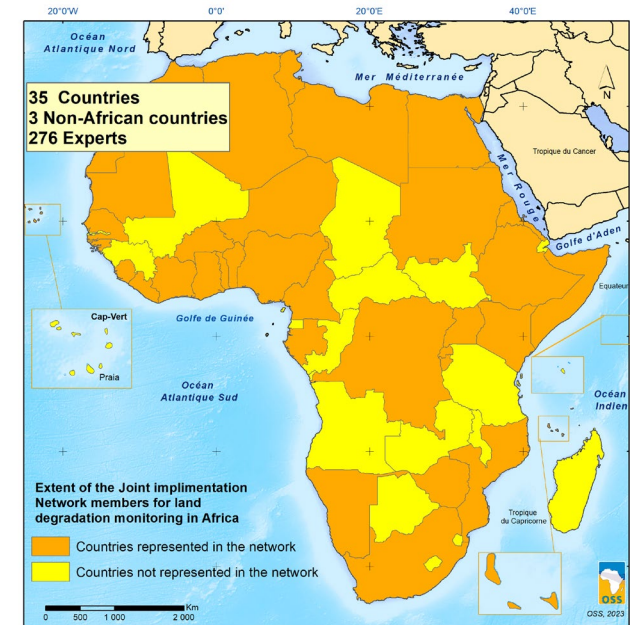 20°0'W 0°0' 20°0'E 40°0'E
Océan
Atlantique Nord
Mer Méditerranée
N
35 Countries
3 Non-African countries
276 Experts
Tropique du Cancer
Mer Rouge
Golfe d'Aden
Equateur
Cap-Vert
Praia
Golfe de Guinée
Océan
Atlantique Sud
Océan
Indien
Extent of the Joint implimentation
Network members for land
degradation monitoring in Africa
Countries represented in the network
Countries not represented in the network
Tropique
du Capricorne
Km
0 500 1 000 2 000
OSS
OSS, 2023